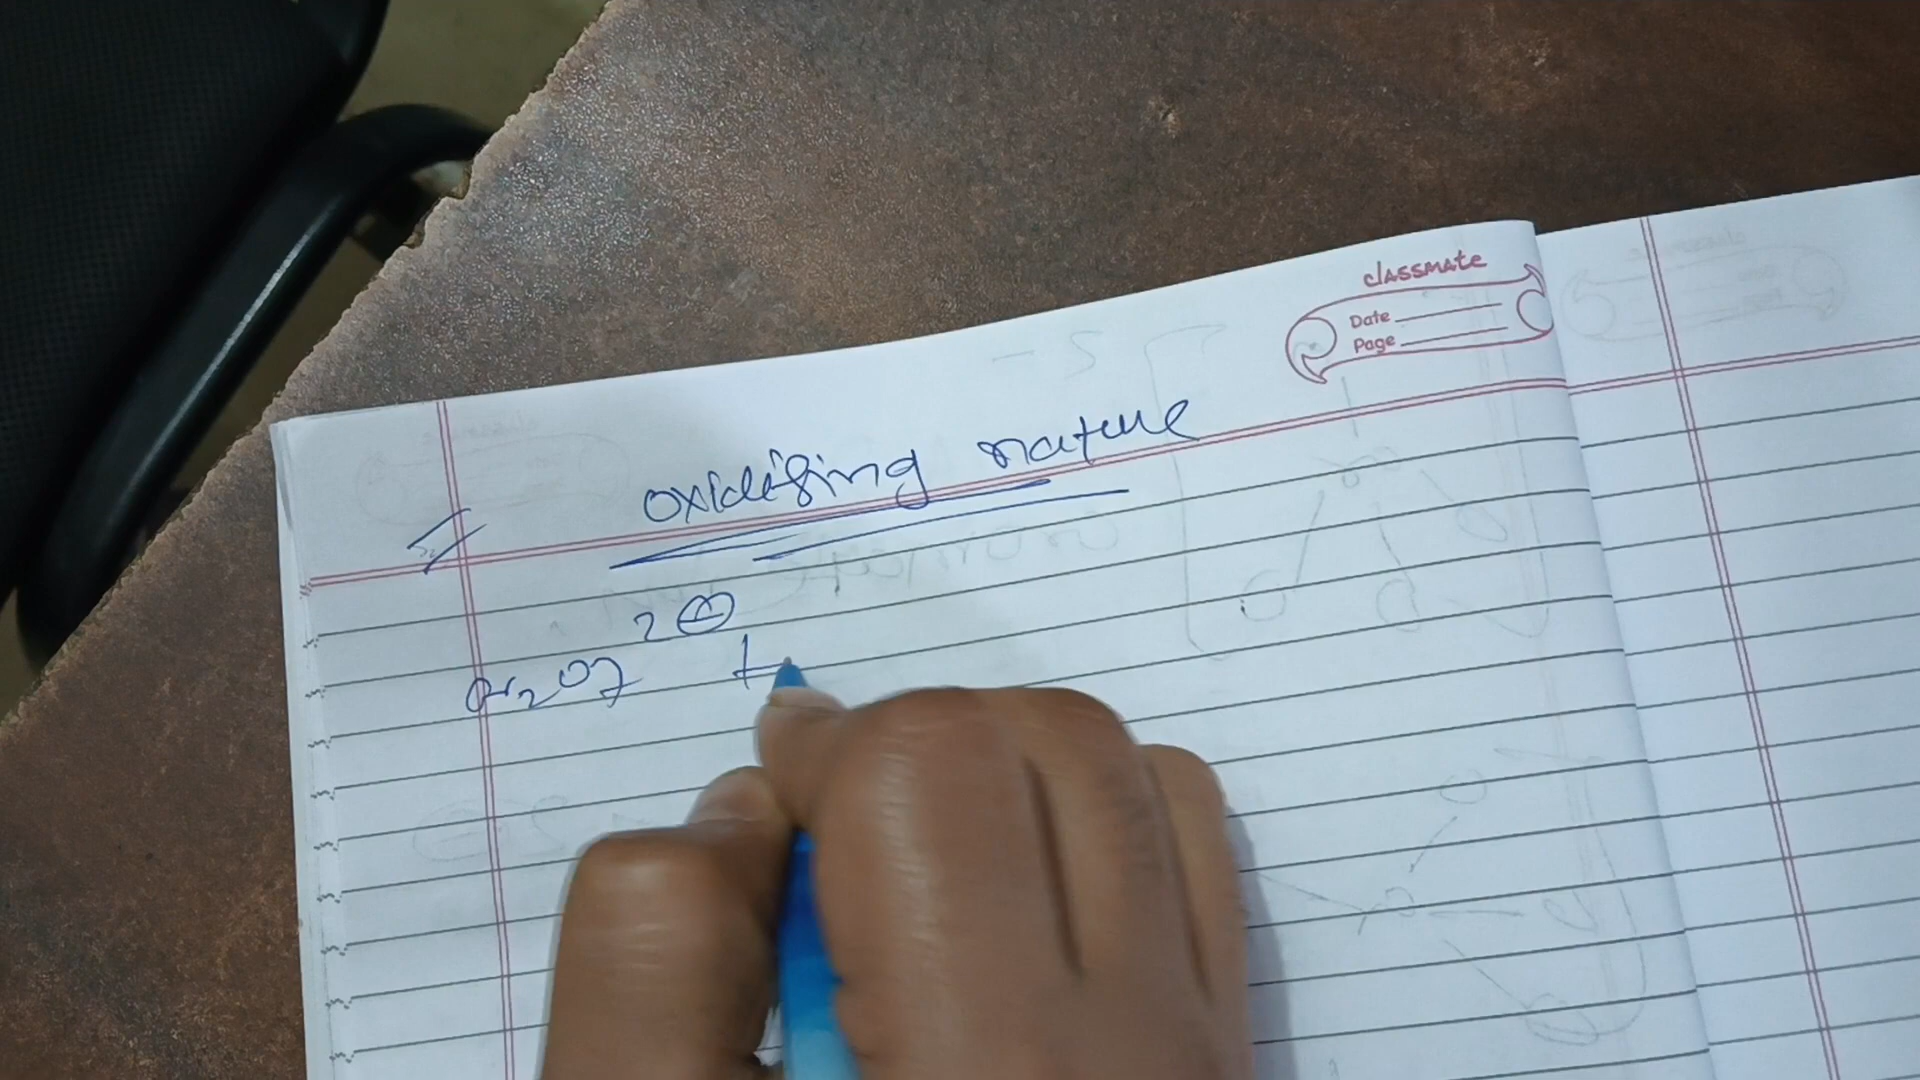 classmate
Date
Page
oxidising nature
Cr2O7 2⊖ +